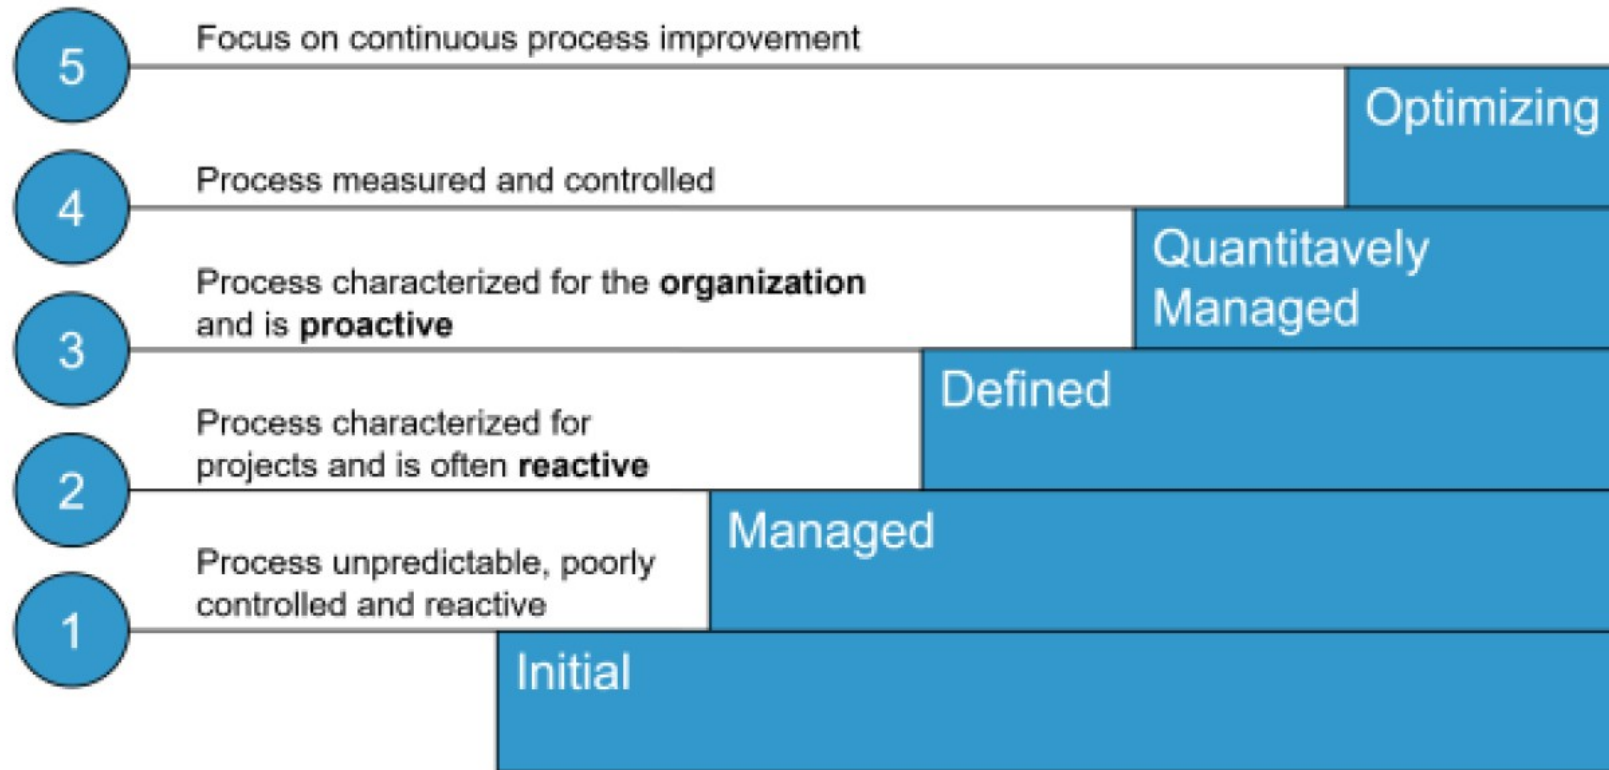 5
Focus on continuous process improvement
Optimizing
4
Process measured and controlled
Quantitavely
Managed
3
Process characterized for the organization
and is proactive
Defined
2
Process characterized for
projects and is often reactive
Managed
1
Process unpredictable, poorly
controlled and reactive
Initial